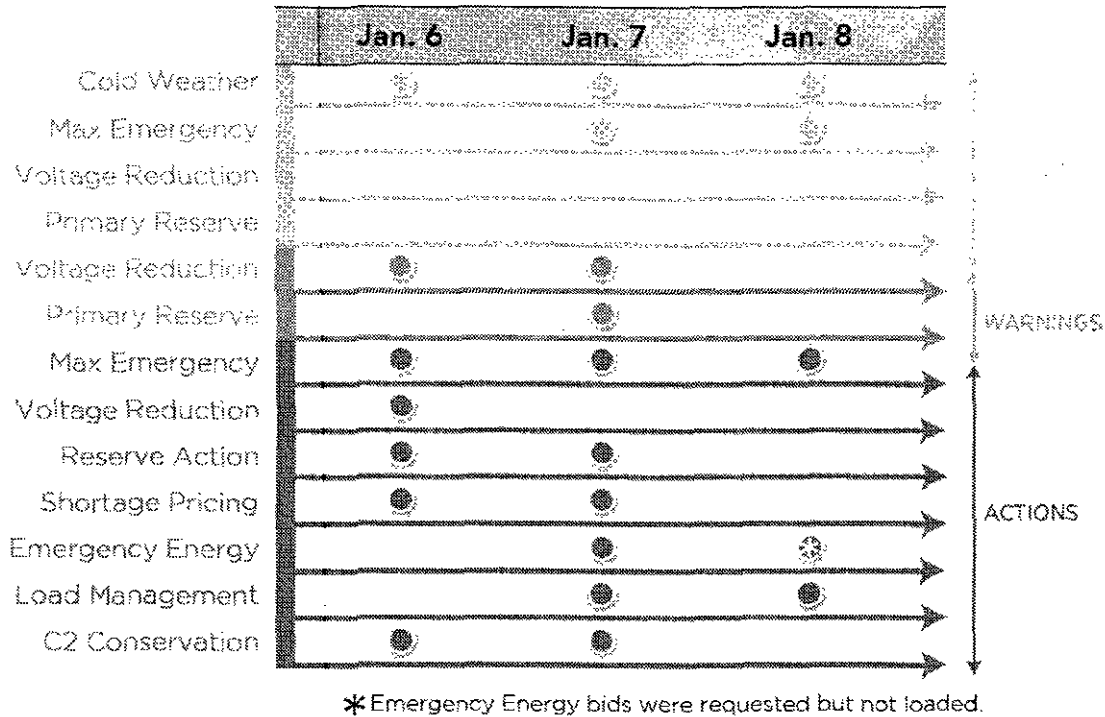 Jan. 6 Jan. 7 Jan. 8
Cold Weather
Max Emergency
Voltage Reduction
Primary Reserve
Voltage Reduction
Primary Reserve
WARNINGS
Max Emergency
Voltage Reduction
Reserve Action
Shortage Pricing
ACTIONS
Emergency Energy
Load Management
C2 Conservation
* Emergency Energy bids were requested but not loaded.